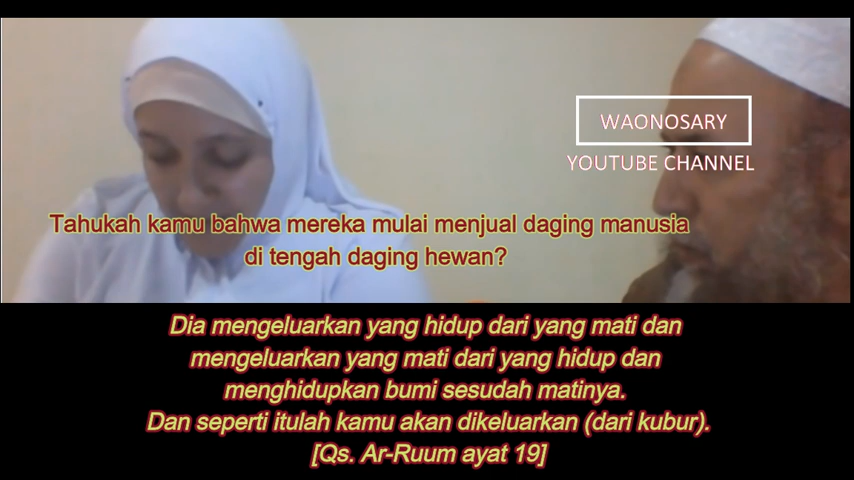 WAONOSARY
YOUTUBE CHANNEL
Tahukah kamu bahwa mereka mulai menjual daging manusia
di tengah daging hewan?
Dia mengeluarkan yang hidup dari yang mati dan
mengeluarkan yang mati dari yang hidup dan
menghidupkan bumi sesudah matinya.
Dan seperti itulah kamu akan dikeluarkan (dari kubur).
[Qs. Ar-Ruum ayat 19]